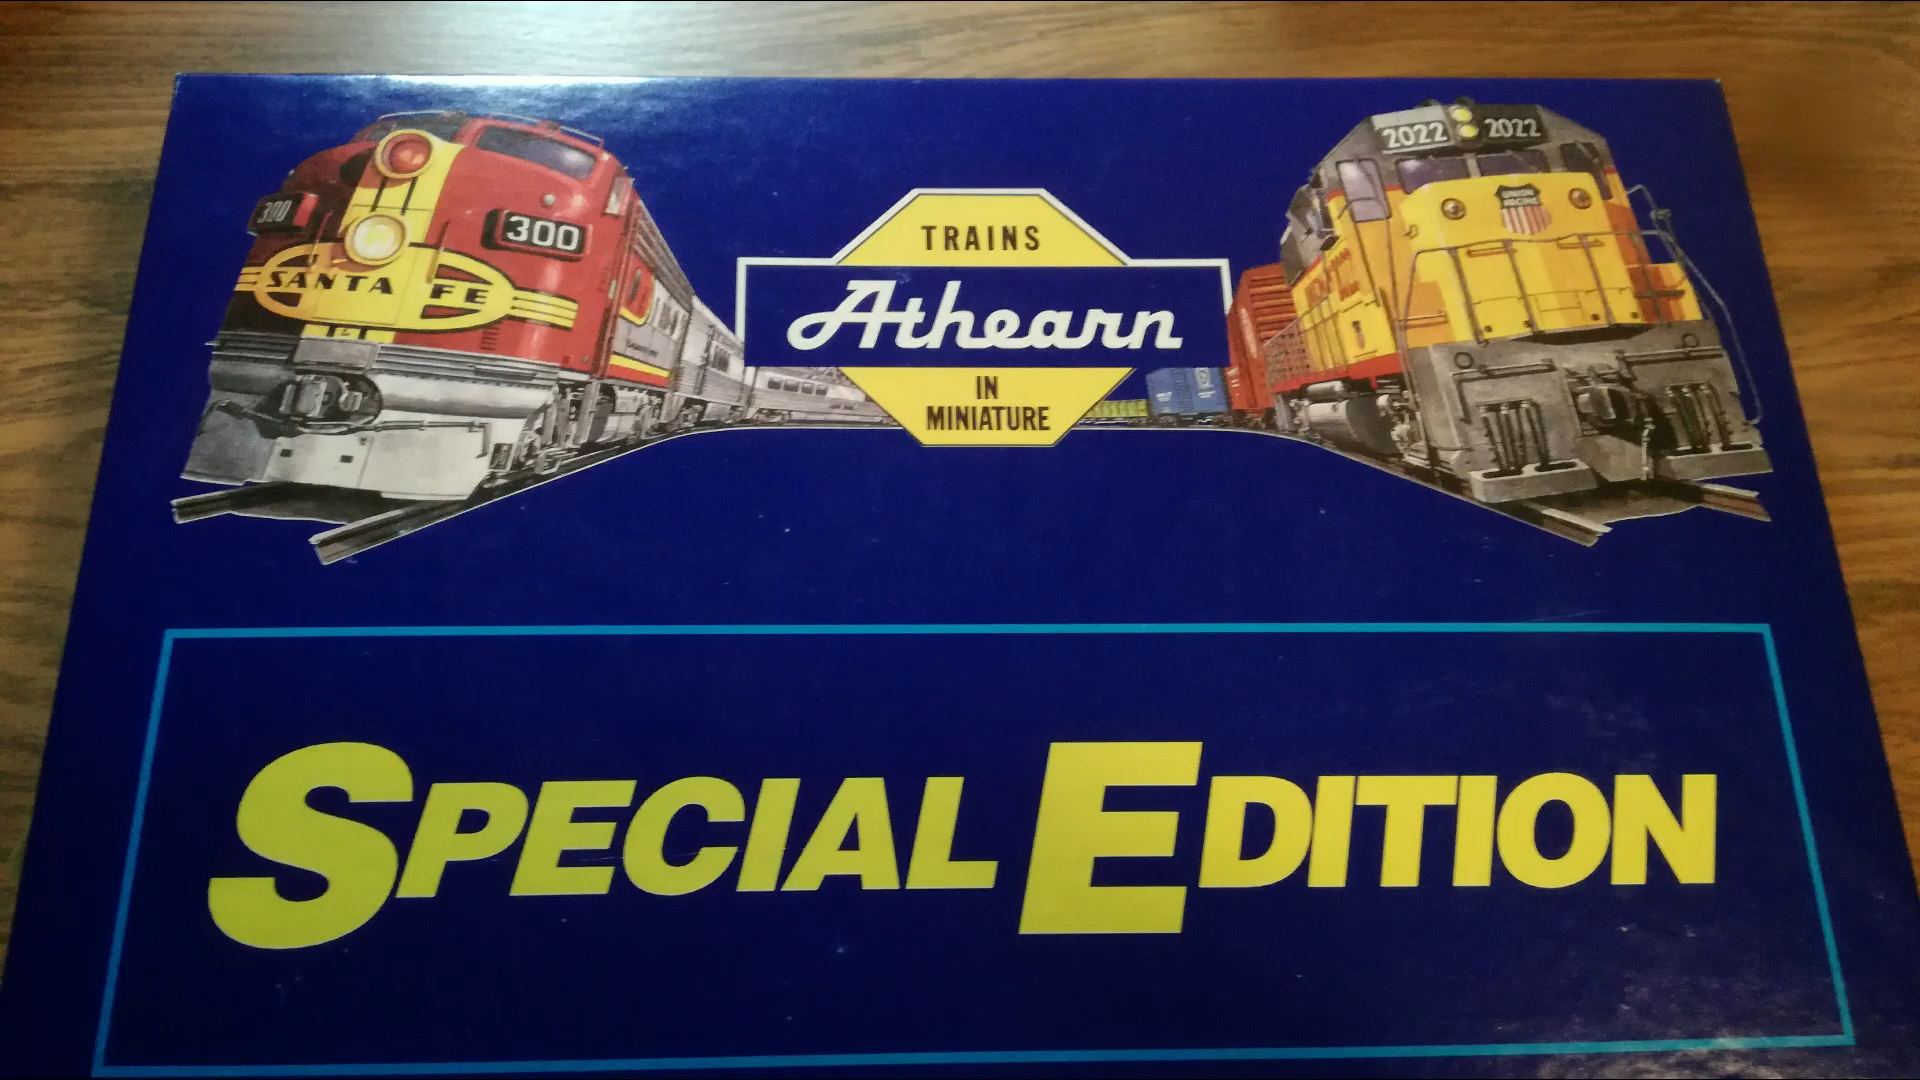 2022 2022
300
300
SANTA FE
UNION
PACIFIC
TRAINS
Athearn
IN
MINIATURE
SPECIAL EDITION